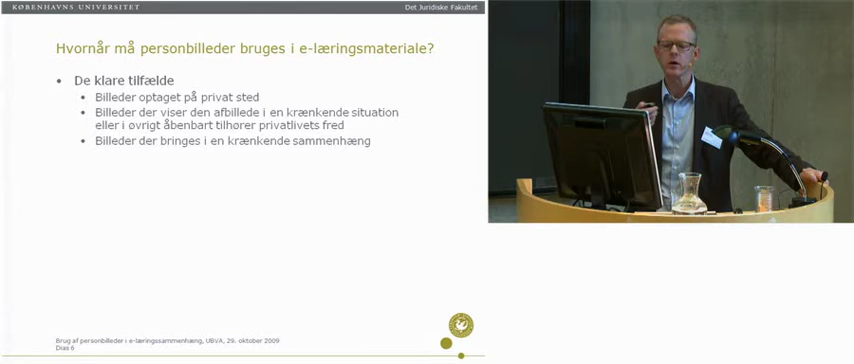 KØBENHAVNS UNIVERSITET
Det Juridiske Fakultet
Hvornår må personbilleder bruges i e-læringsmateriale?
• De klare tilfælde
• Billeder optaget på privat sted
• Billeder der viser den afbillede i en krænkende situation
eller i øvrigt åbenbart tilhører privatlivets fred
• Billeder der bringes i en krænkende sammenhæng
Brug af personbilleder i e-læringssammenhæng, UBVA, 29. oktober 2009
Dias 6